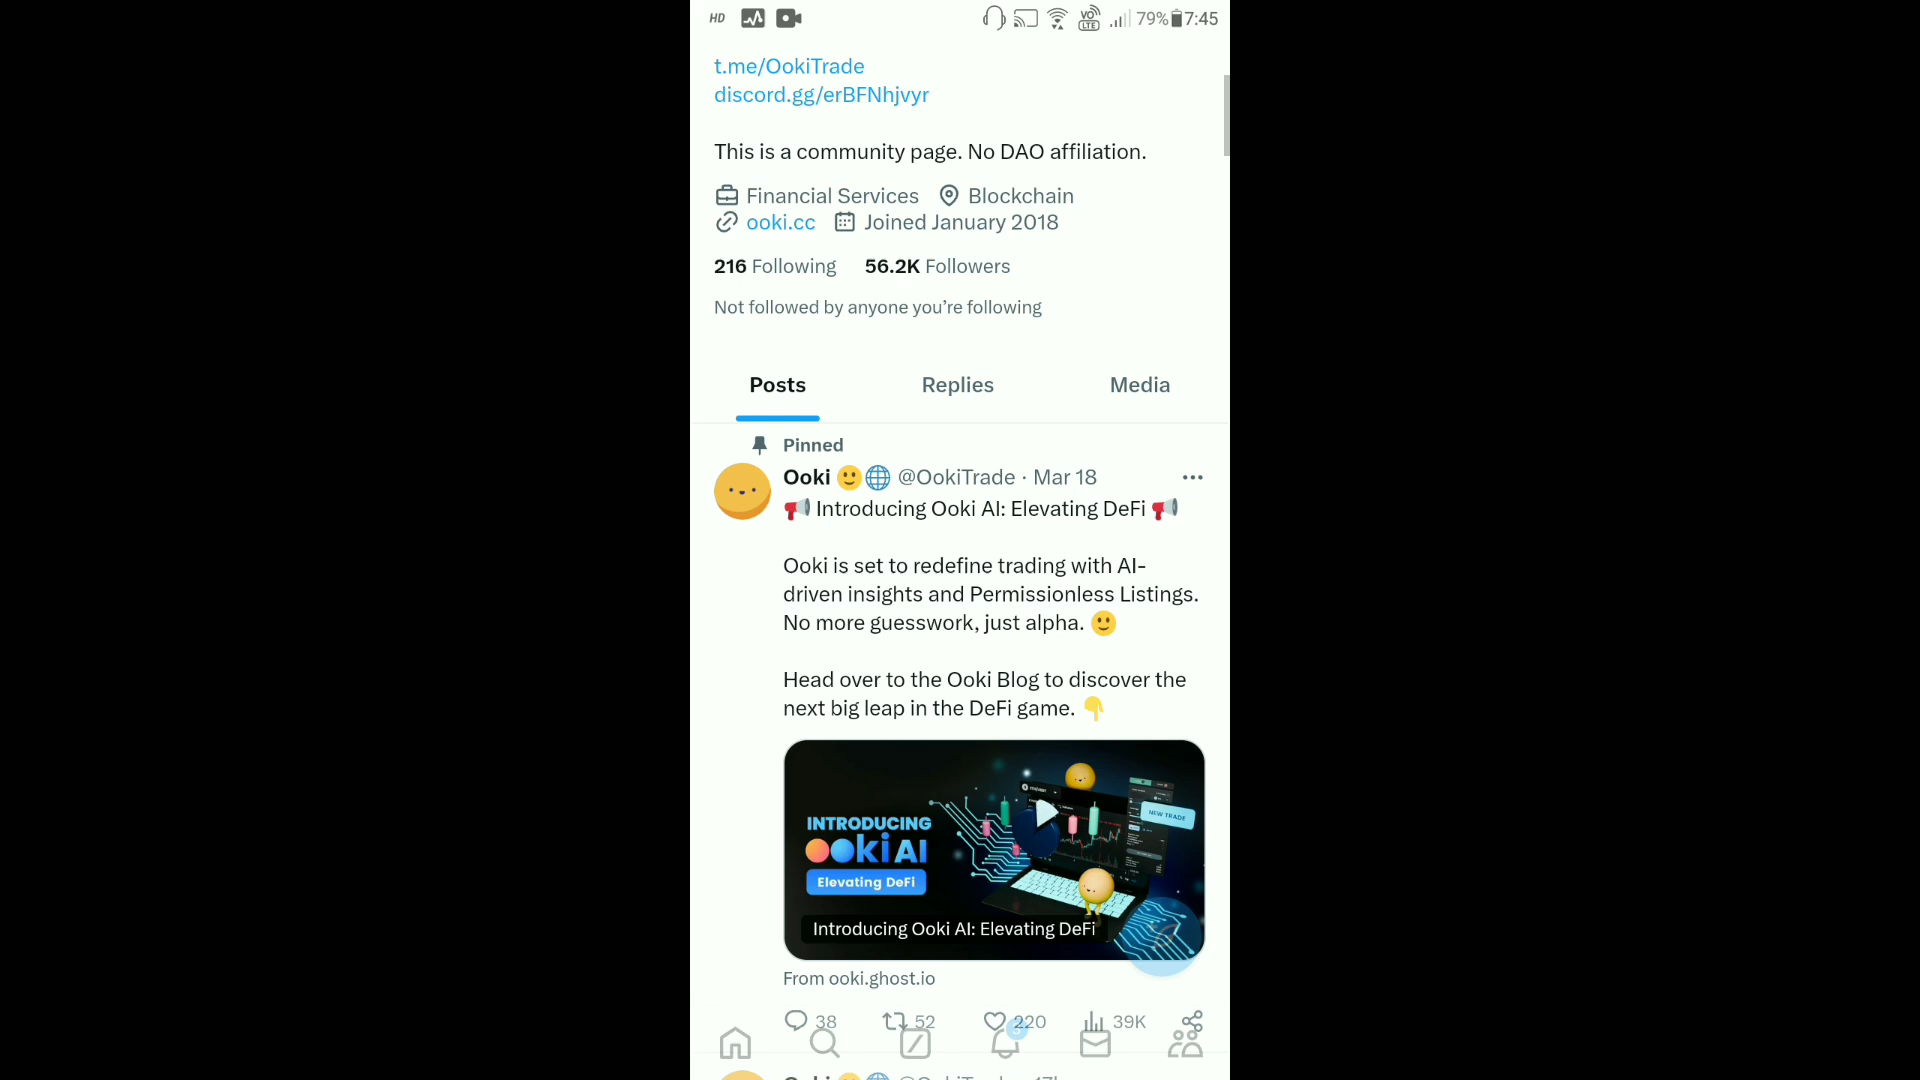 HD VO LTE 79% 7:45
t.me/OokiTrade
discord.gg/erBFNhjvyr
This is a community page. No DAO affiliation.
Financial Services Blockchain
ooki.cc Joined January 2018
216 Following 56.2K Followers
Not followed by anyone you’re following
Posts Replies Media
Pinned
Ooki 🙂🌐 @OokiTrade · Mar 18
📢 Introducing Ooki AI: Elevating DeFi 📢
Ooki is set to redefine trading with AI-
driven insights and Permissionless Listings.
No more guesswork, just alpha. 🙂
Head over to the Ooki Blog to discover the
next big leap in the DeFi game. 👇
NEW TRADE
INTRODUCING
ooki AI
Elevating DeFi
Introducing Ooki AI: Elevating DeFi
From ooki.ghost.io
38 52 220 39K